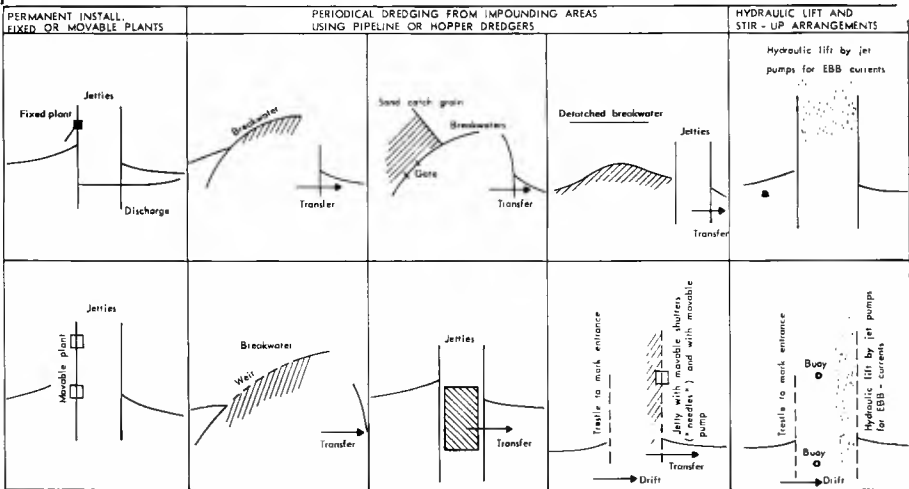 PERMANENT INSTALL.
FIXED OR MOVABLE PLANTS
PERIODICAL DREDGING FROM IMPOUNDING AREAS
USING PIPELINE OR HOPPER DREDGERS
HYDRAULIC LIFT AND
STIR - UP ARRANGEMENTS
Jetties
Fixed plant
Discharge
Breakwater
Transfer
Sand catch grain
Breakwaters
Gate
Transfer
Detatched breakwater
Jetties
Transfer
Hydraulic lift by jet
pumps for EBB currents
Jetties
Movable plant
Breakwater
Weir
Transfer
Jetties
Transfer
Trestle to mark entrance
Jetty with movable shutters
("needles") and with movable
pump
Transfer
Drift
Trestle to mark entrance
Buoy
Buoy
Hydraulic lift by jet pumps
for EBB - currents
Drift